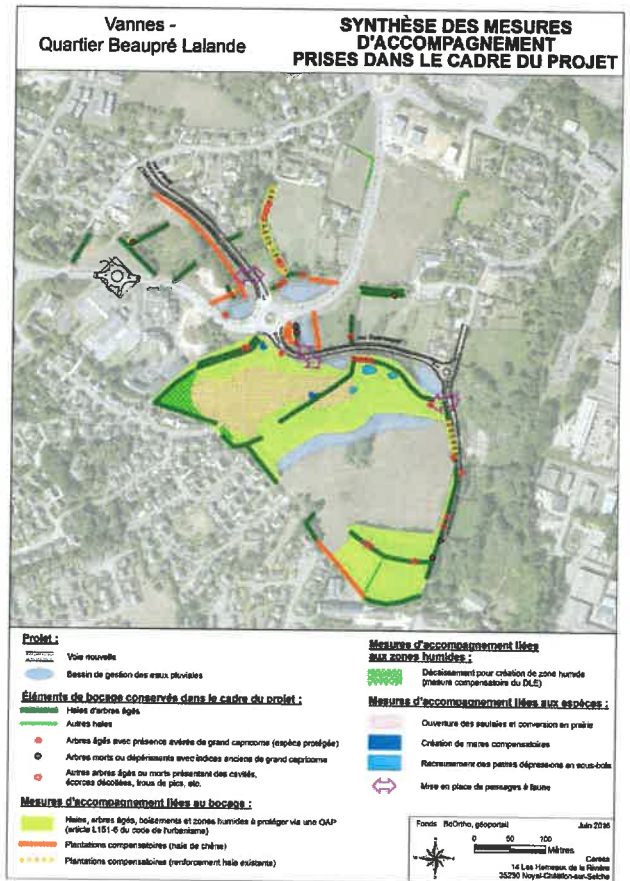 Vannes -
Quartier Beaupré Lalande
SYNTHÈSE DES MESURES
D'ACCOMPAGNEMENT
PRISES DANS LE CADRE DU PROJET
Projet :
Voie nouvelle
Bassin de gestion des eaux pluviales
Éléments de bocage conservés dans le cadre du projet :
Haies d'arbres âgés
Autres haies
Arbres âgés avec présence avérée de grand capricorne (espèce protégée)
Arbres morts ou dépérissants avec indices anciens de grand capricorne
Autres arbres âgés ou morts présentant des cavités,
écorces décollées, trous de pics, etc.
Mesures d'accompagnement liées au bocage :
Haies, arbres âgés, boisements et zones humides à protéger via une OAP
(article L151-6 du code de l'urbanisme)
Plantations compensatoires (haie de chêne)
Plantations compensatoires (renforcement haie existante)
Mesures d'accompagnement liées
aux zones humides :
Décaissement pour création de zone humide
(mesure compensatoire du DLE)
Mesures d'accompagnement liées aux espèces :
Ouverture des saulaies et conversion en prairie
Création de mares compensatoires
Recreusement des petites dépressions en sous-bois
Mise en place de passages à faune
Fonds : BdOrtho, géoportail
Juin 2016
0 50 100
Mètres
14 Les Hameaux de la Rivière
35230 Noyal-Châtillon-sur-Seiche